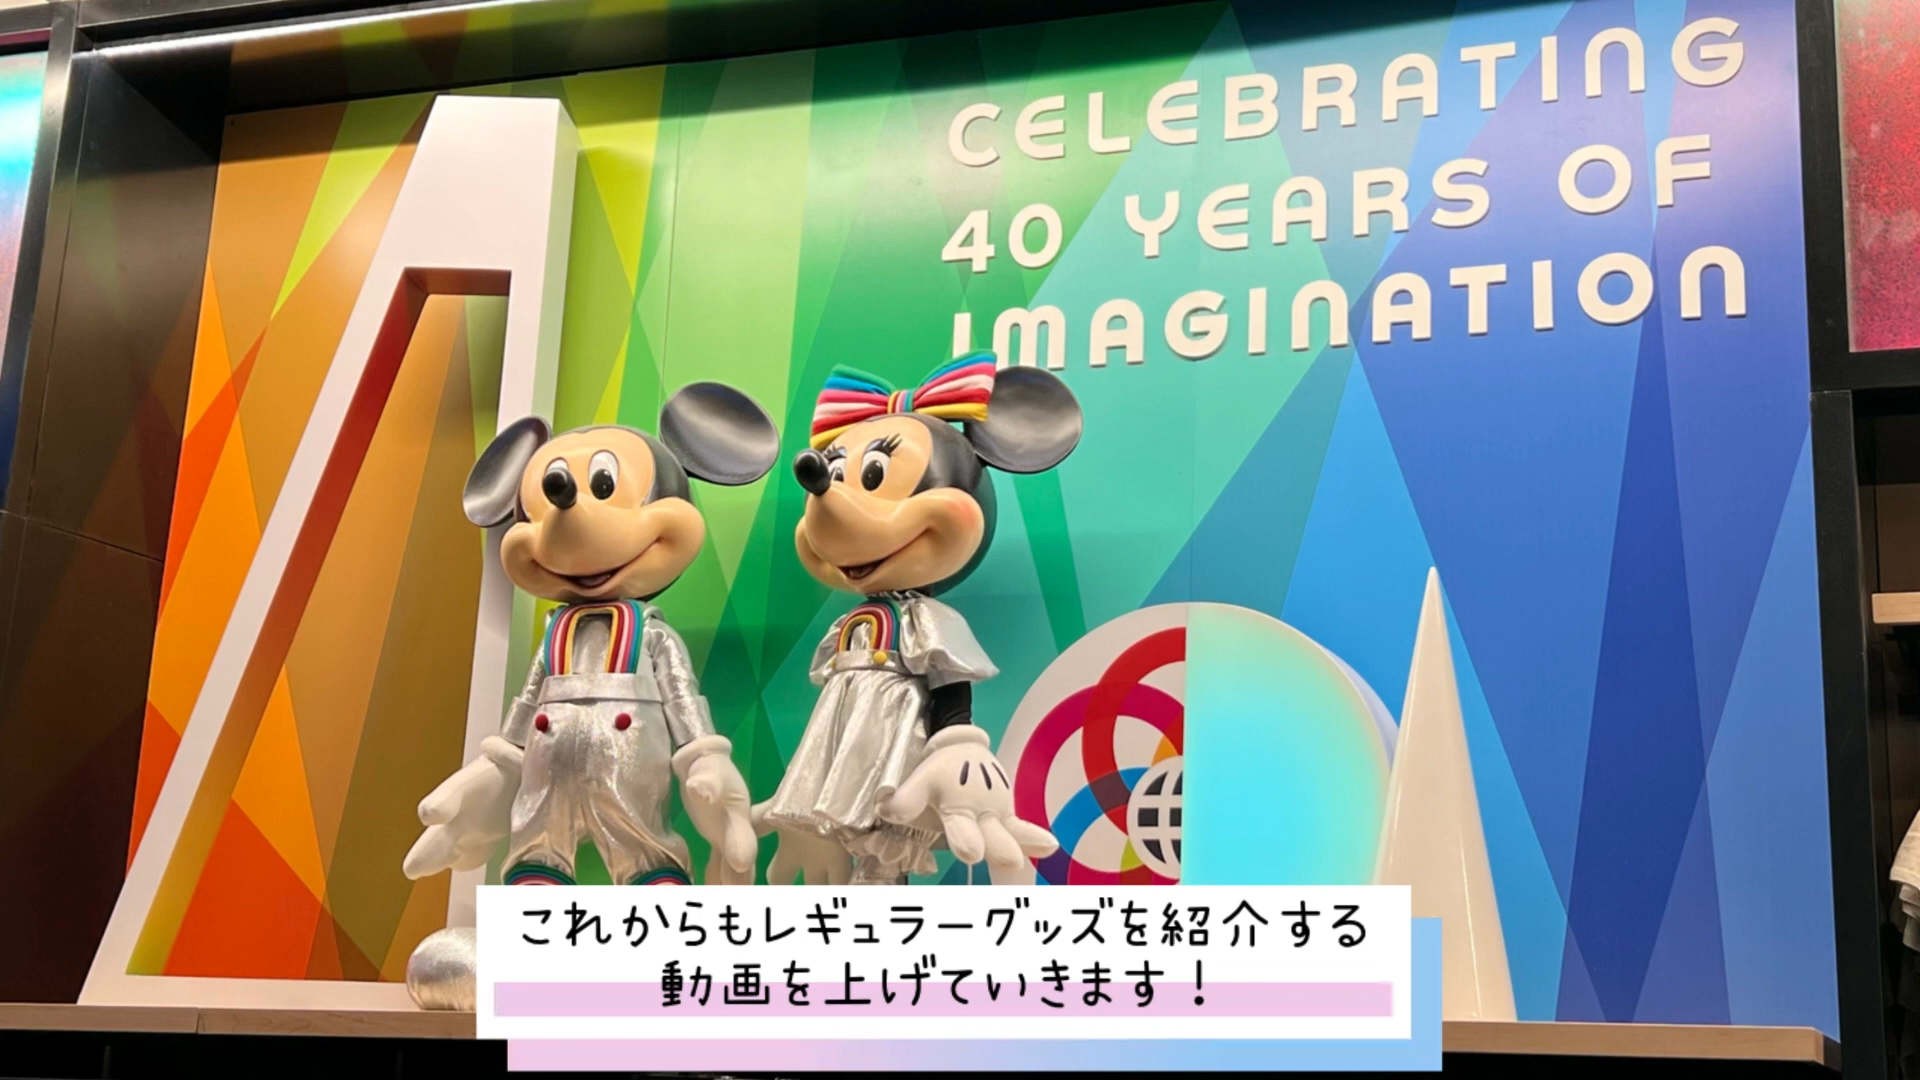 CELEBRATING
40 YEARS OF
IMAGINATION
これからもレギュラーグッズを紹介する
動画を上げていきます！